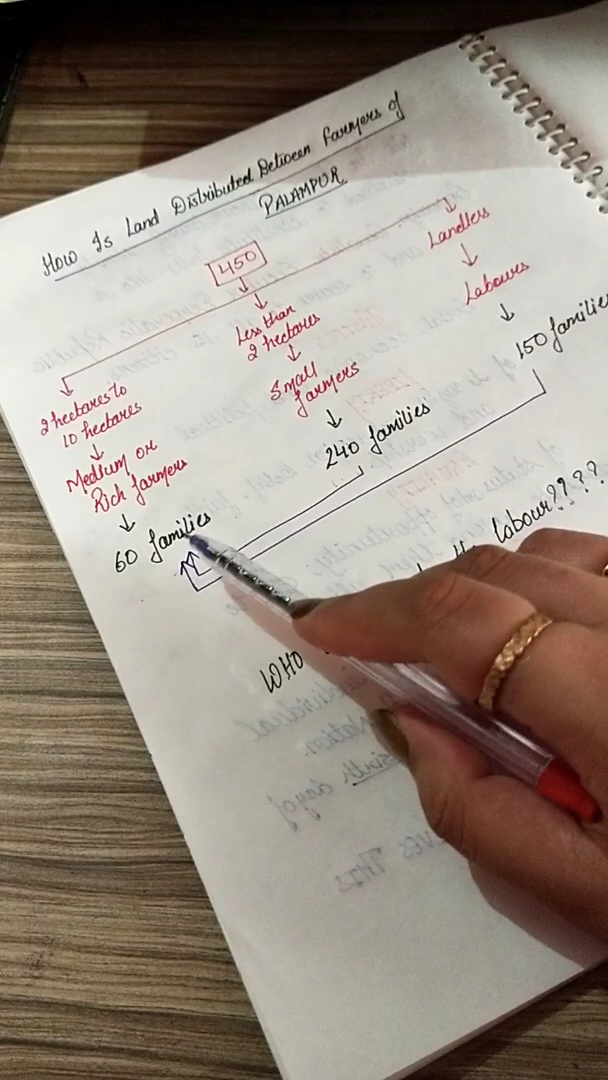 How Is Land Distributed Between farmers of
PALAMPUR
450
2 hectares to
10 hectares
Medium or
Rich farmers
60 families
Less than
2 hectares
Small
farmers
240 families
Landless
Laboures
150 families
WHO
labour????